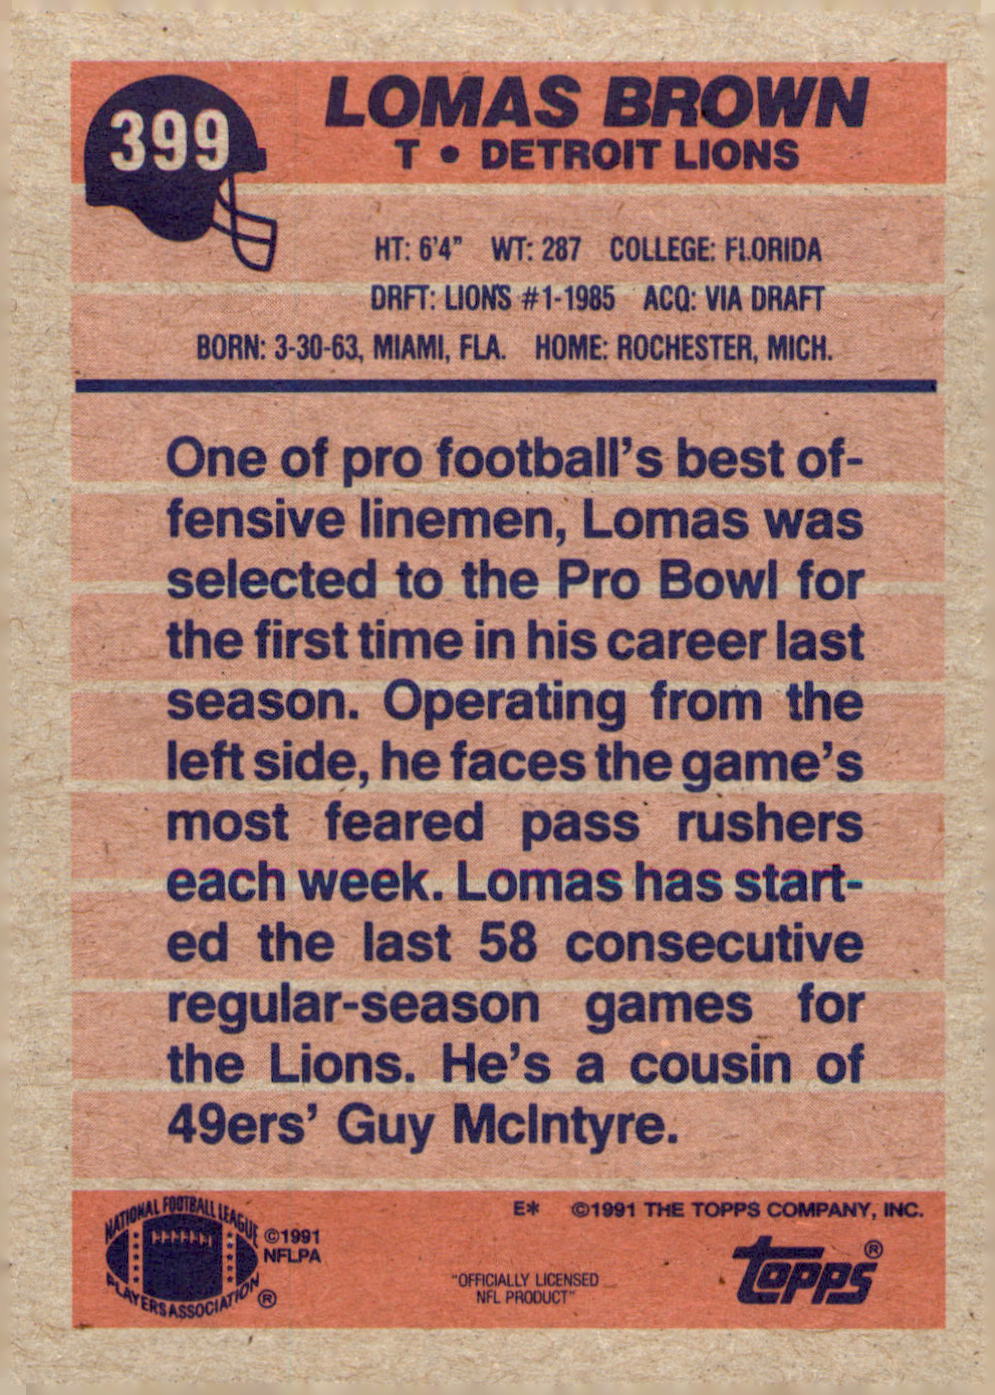 399
LOMAS BROWN
T • DETROIT LIONS
HT: 6'4" WT: 287 COLLEGE: FLORIDA
DRFT: LIONS #1-1985 ACQ: VIA DRAFT
BORN: 3-30-63, MIAMI, FLA. HOME: ROCHESTER, MICH.
One of pro football's best of-
fensive linemen, Lomas was
selected to the Pro Bowl for
the first time in his career last
season. Operating from the
left side, he faces the game's
most feared pass rushers
each week. Lomas has start-
ed the last 58 consecutive
regular-season games for
the Lions. He's a cousin of
49ers' Guy McIntyre.
E* ©1991 THE TOPPS COMPANY, INC.
NATIONAL FOOTBALL LEAGUE
PLAYERS ASSOCIATION ®
©1991
NFLPA
"OFFICIALLY LICENSED
NFL PRODUCT"
topps ®